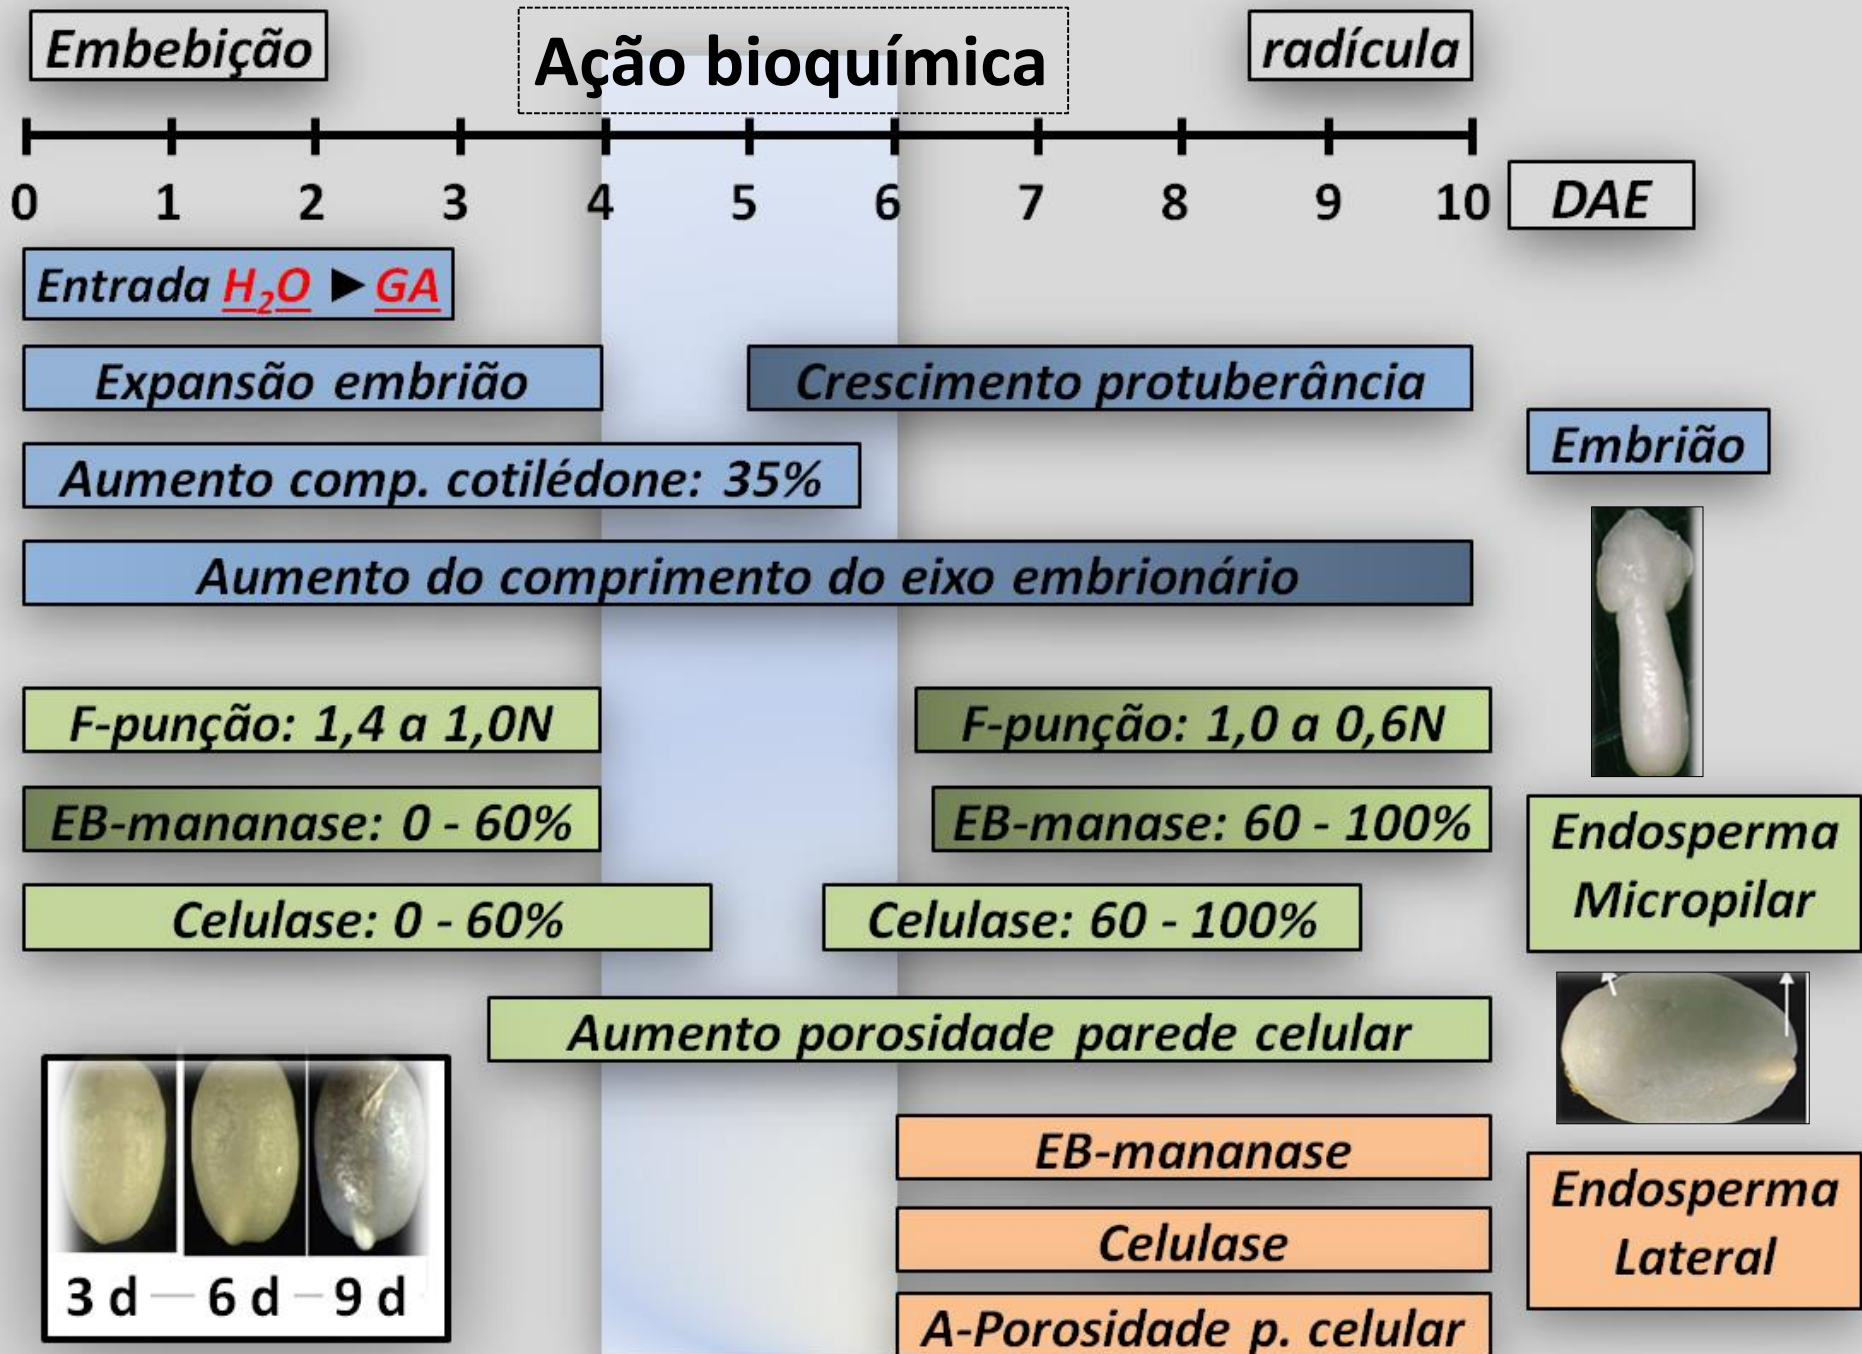 Embebição
Ação bioquímica
radícula
0 1 2 3 4 5 6 7 8 9 10
DAE
Entrada H₂O ► GA
Expansão embrião
Crescimento protuberância
Embrião
Aumento comp. cotilédone: 35%
Aumento do comprimento do eixo embrionário
F-punção: 1,4 a 1,0N
F-punção: 1,0 a 0,6N
EB-mananase: 0 - 60%
EB-manase: 60 - 100%
Endosperma
Micropilar
Celulase: 0 - 60%
Celulase: 60 - 100%
Aumento porosidade parede celular
EB-mananase
Celulase
A-Porosidade p. celular
Endosperma
Lateral
3 d — 6 d — 9 d